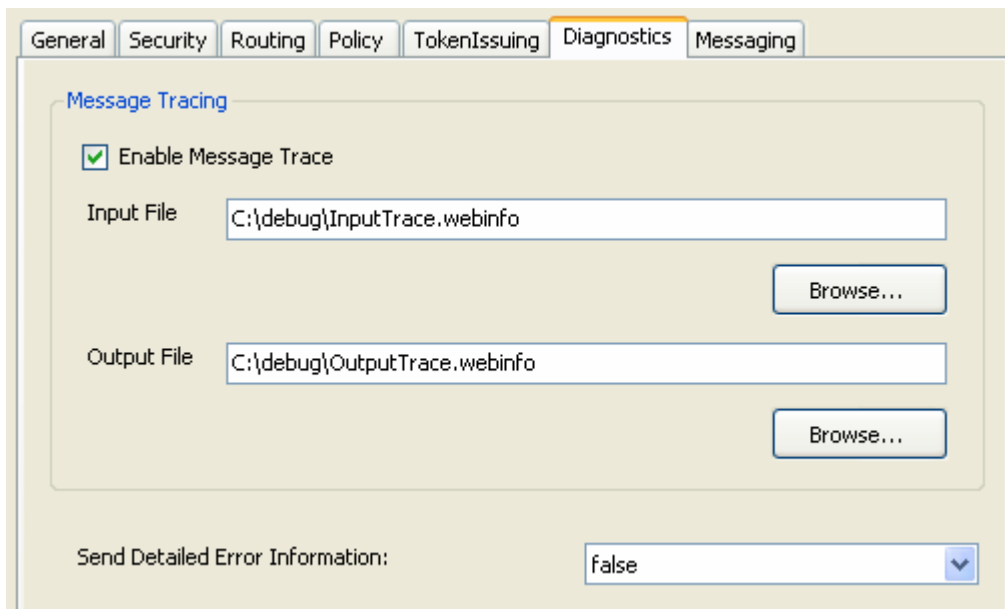 General Security Routing Policy TokenIssuing Diagnostics Messaging
Message Tracing
Enable Message Trace
Input File C:\debug\InputTrace.webinfo
Browse...
Output File C:\debug\OutputTrace.webinfo
Browse...
Send Detailed Error Information: false